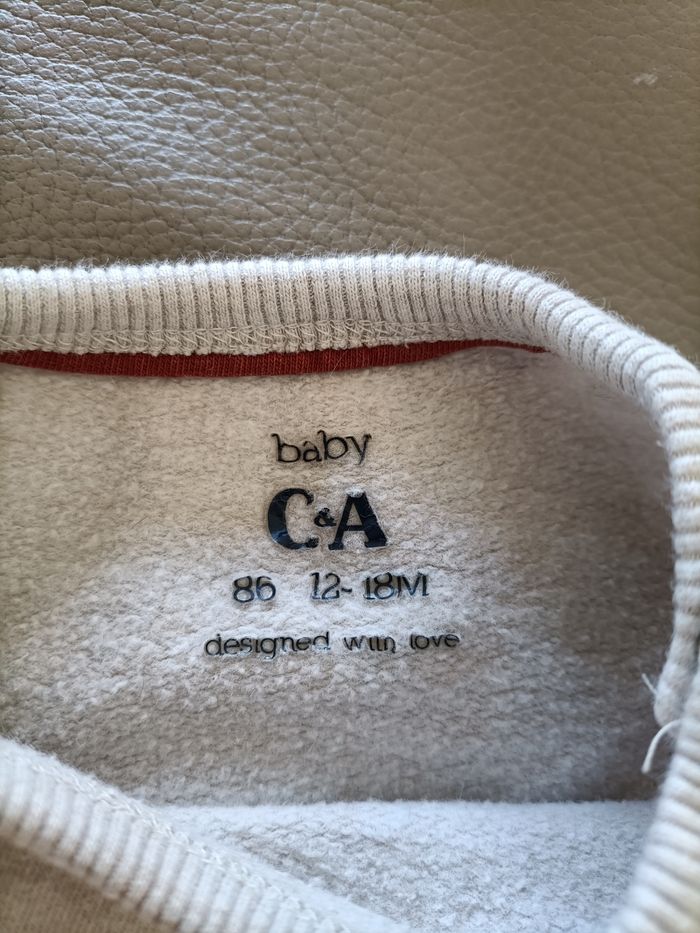 baby
C&A
86 12-18M
designed with love